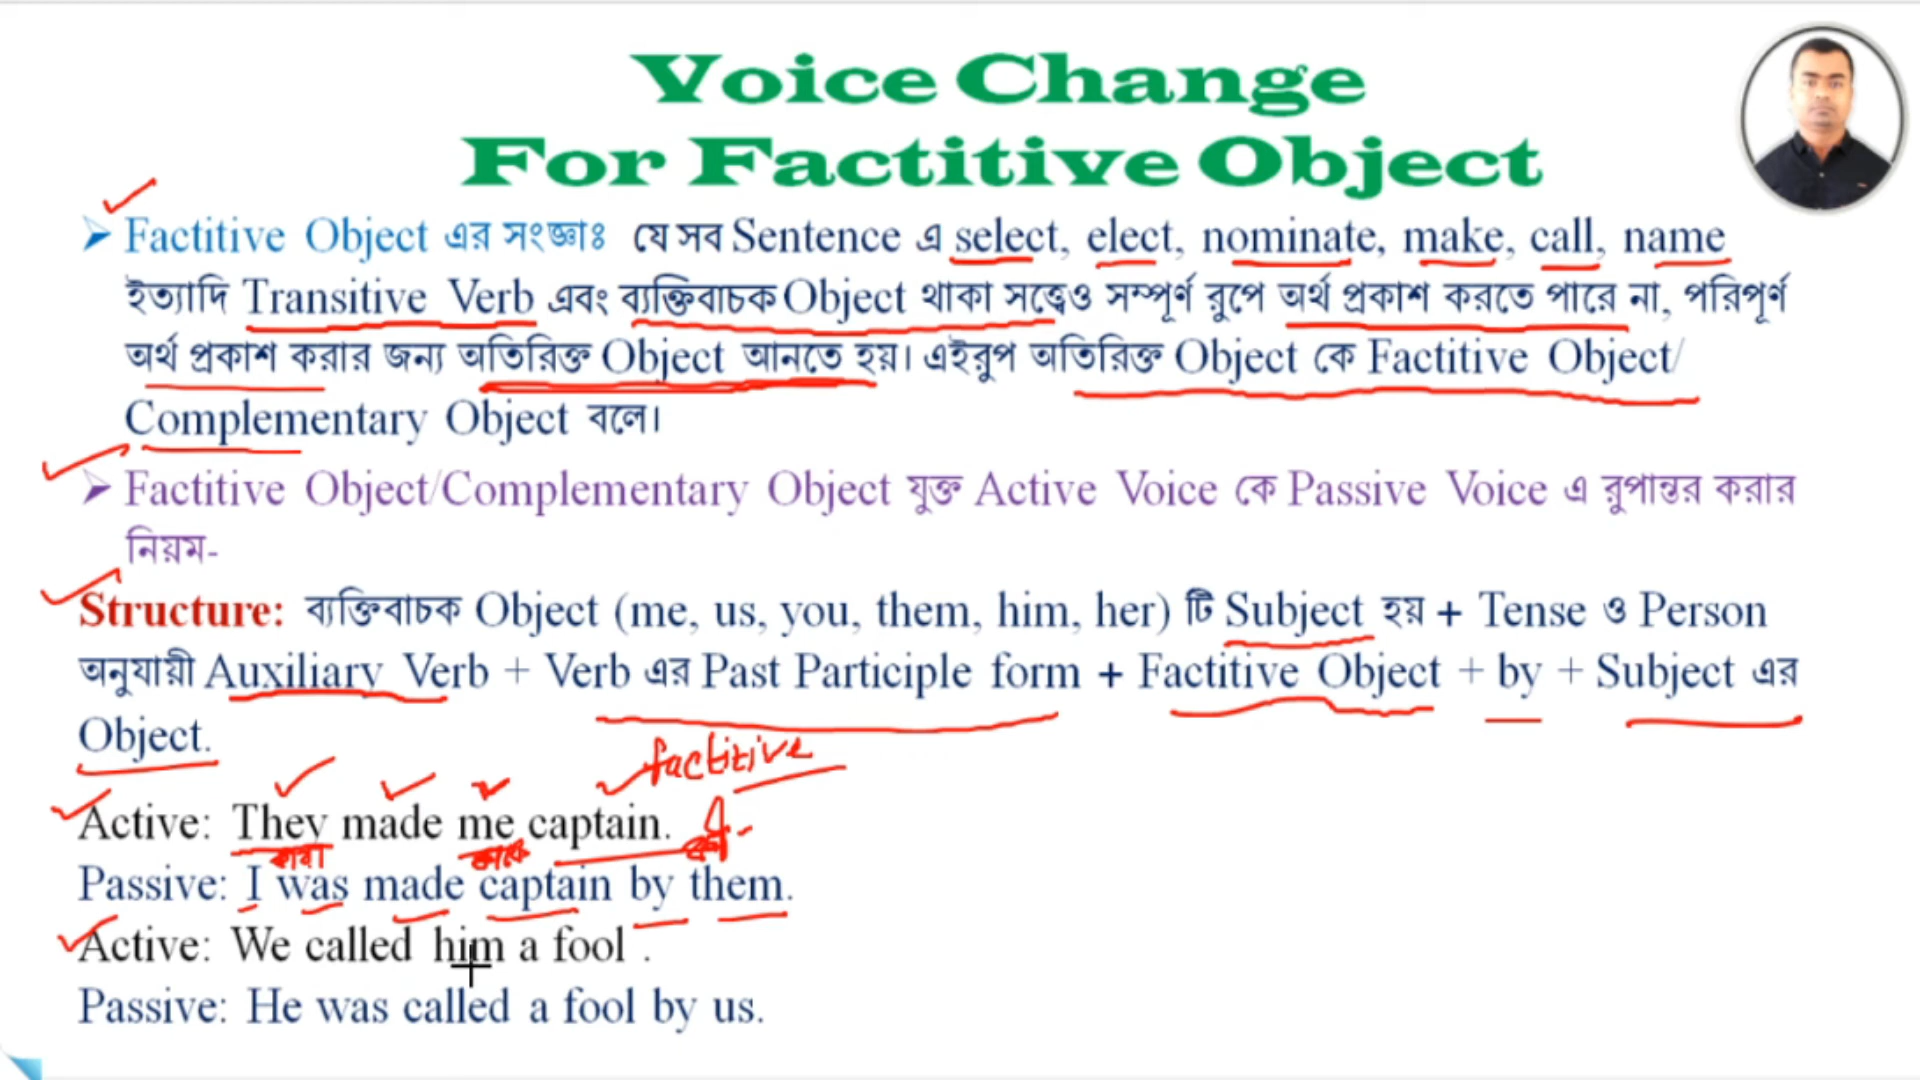 Voice Change
For Factitive Object
Factitive Object এর সংজ্ঞাঃ যে সব Sentence এ select, elect, nominate, make, call, name
ইত্যাদি Transitive Verb এবং ব্যক্তিবাচক Object থাকা সত্ত্বেও সম্পূর্ণ রুপে অর্থ প্রকাশ করতে পারে না, পরিপূর্ণ
অর্থ প্রকাশ করার জন্য অতিরিক্ত Object আনতে হয়। এইরুপ অতিরিক্ত Object কে Factitive Object/
Complementary Object বলে।
Factitive Object/Complementary Object যুক্ত Active Voice কে Passive Voice এ রুপান্তর করার
নিয়ম-
Structure: ব্যক্তিবাচক Object (me, us, you, them, him, her) টি Subject হয় + Tense ও Person
অনুযায়ী Auxiliary Verb + Verb এর Past Participle form + Factitive Object + by + Subject এর
Object.
factitive
Active: They made me captain.
কারা কাকে
Passive: I was made captain by them.
Active: We called him a fool .
Passive: He was called a fool by us.